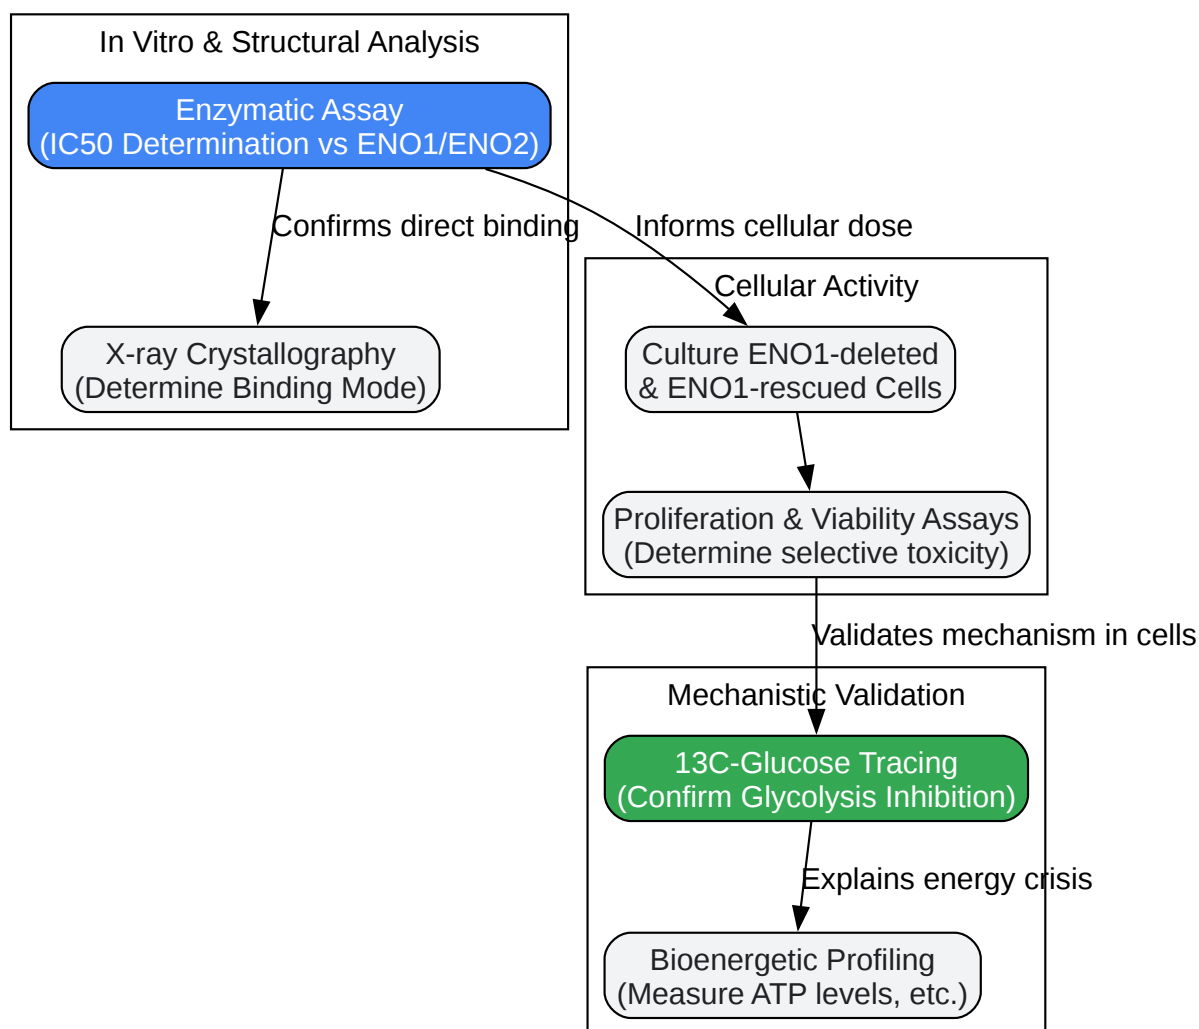 In Vitro & Structural Analysis
Enzymatic Assay
(IC50 Determination vs ENO1/ENO2)
Confirms direct binding
Informs cellular dose
X-ray Crystallography
(Determine Binding Mode)
Cellular Activity
Culture ENO1-deleted
& ENO1-rescued Cells
Proliferation & Viability Assays
(Determine selective toxicity)
Validates mechanism in cells
Mechanistic Validation
13C-Glucose Tracing
(Confirm Glycolysis Inhibition)
Explains energy crisis
Bioenergetic Profiling
(Measure ATP levels, etc.)